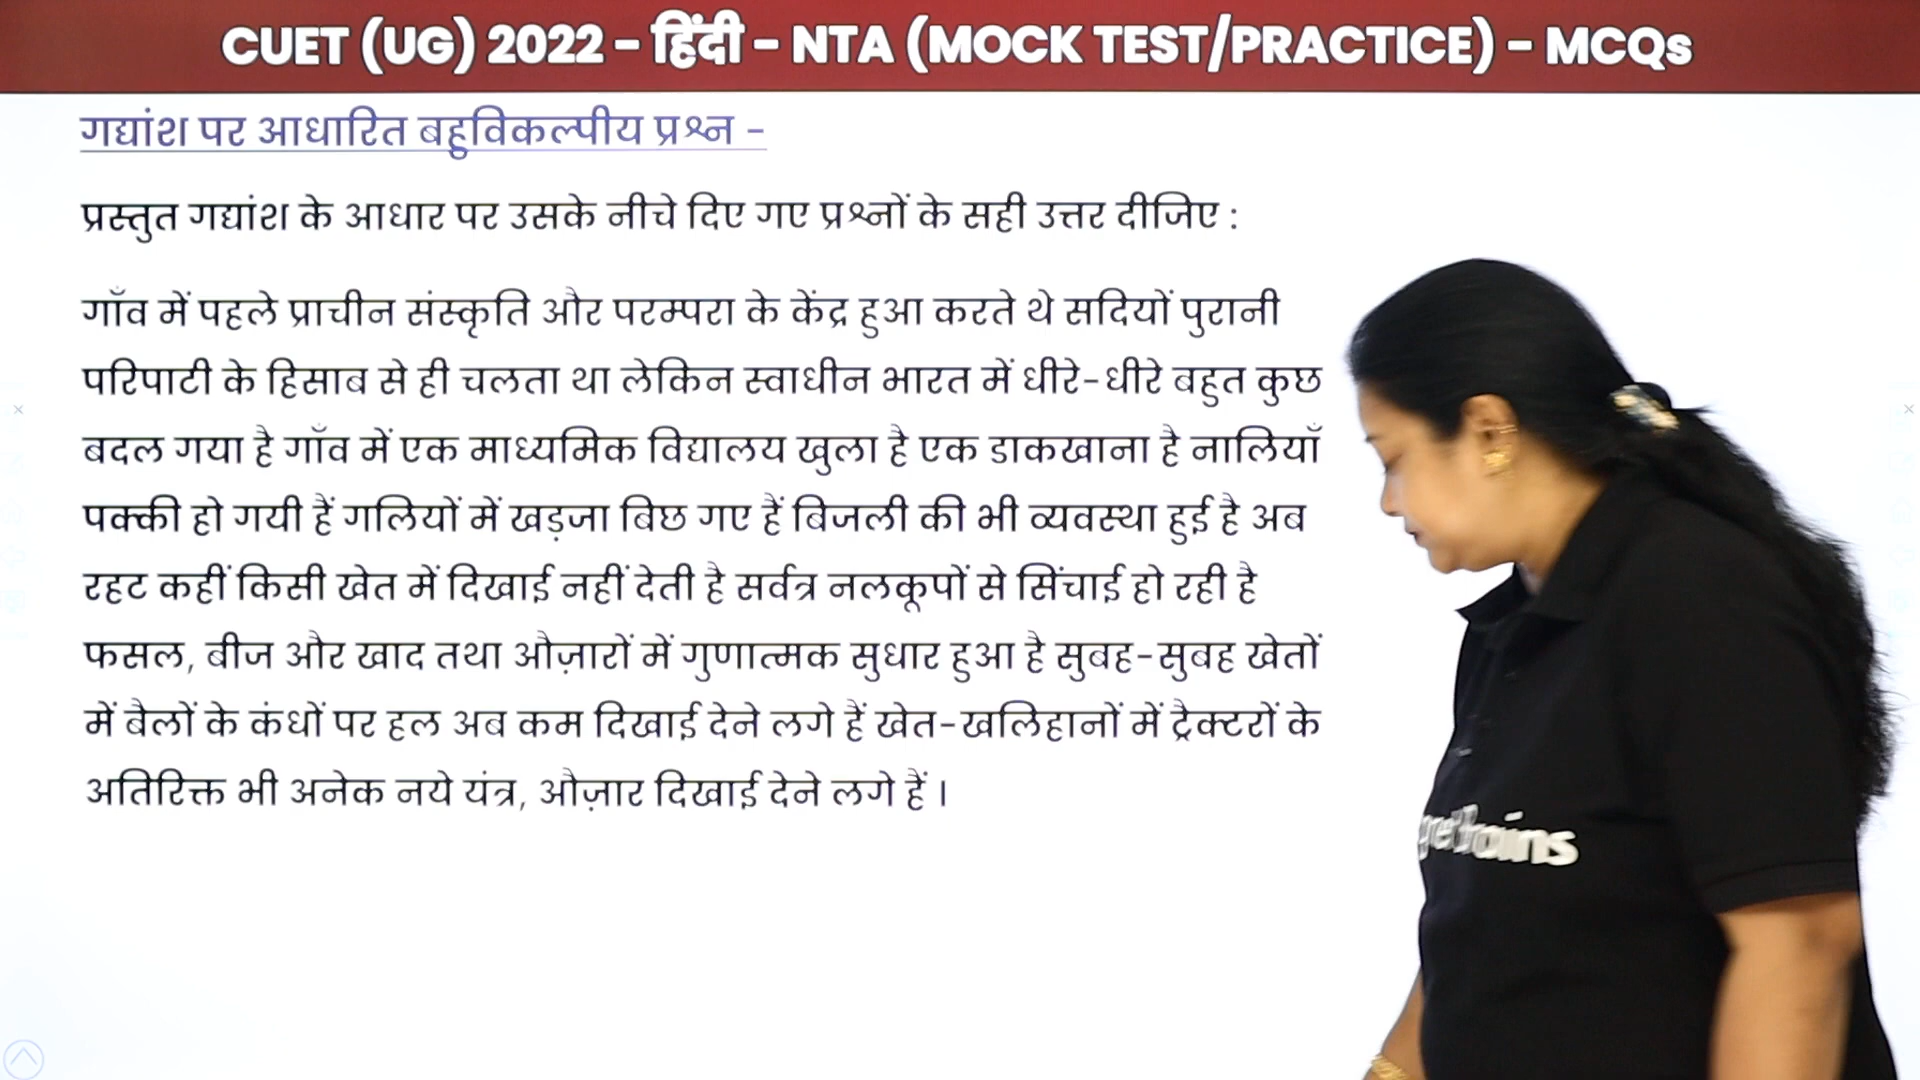 CUET (UG) 2022 - हिंदी - NTA (MOCK TEST/PRACTICE) - MCQs
गद्यांश पर आधारित बहुविकल्पीय प्रश्न -
प्रस्तुत गद्यांश के आधार पर उसके नीचे दिए गए प्रश्नों के सही उत्तर दीजिए :
गाँव में पहले प्राचीन संस्कृति और परम्परा के केंद्र हुआ करते थे सदियों पुरानी
परिपाटी के हिसाब से ही चलता था लेकिन स्वाधीन भारत में धीरे-धीरे बहुत कुछ
बदल गया है गाँव में एक माध्यमिक विद्यालय खुला है एक डाकखाना है नालियाँ
पक्की हो गयी हैं गलियों में खड़जा बिछ गए हैं बिजली की भी व्यवस्था हुई है अब
रहट कहीं किसी खेत में दिखाई नहीं देती है सर्वत्र नलकूपों से सिंचाई हो रही है
फसल, बीज और खाद तथा औज़ारों में गुणात्मक सुधार हुआ है सुबह-सुबह खेतों
में बैलों के कंधों पर हल अब कम दिखाई देने लगे हैं खेत-खलिहानों में ट्रैक्टरों के
अतिरिक्त भी अनेक नये यंत्र, औज़ार दिखाई देने लगे हैं ।